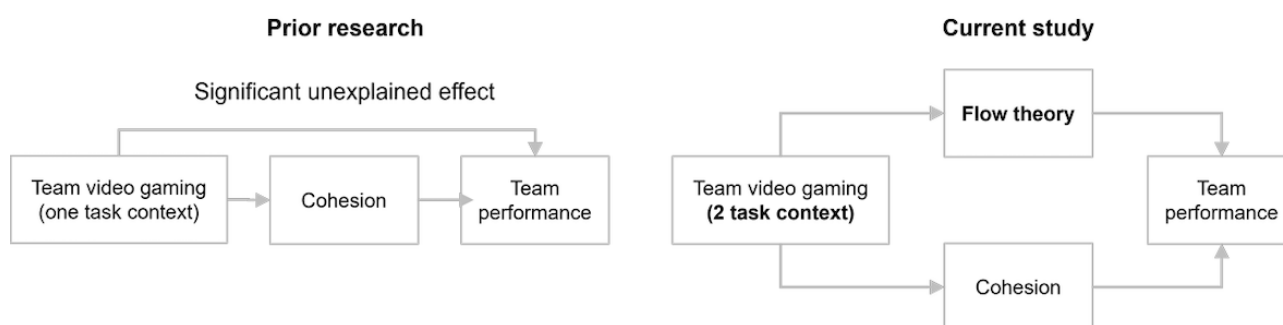 Prior research
Significant unexplained effect
Team video gaming
(one task context)
Cohesion
Team
performance
Current study
Flow theory
Team video gaming
(2 task context)
Team
performance
Cohesion